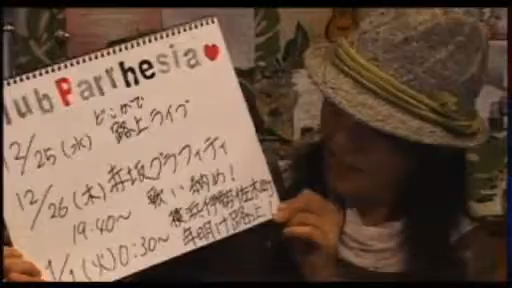 lub Parthesia
12/25(水) どこかで
路上ライブ
12/26(木) 赤坂グラフィティ
19:40~ 歌い納め!
1/1(火)0:30~ 横浜伊勢佐木町
年明け路上!